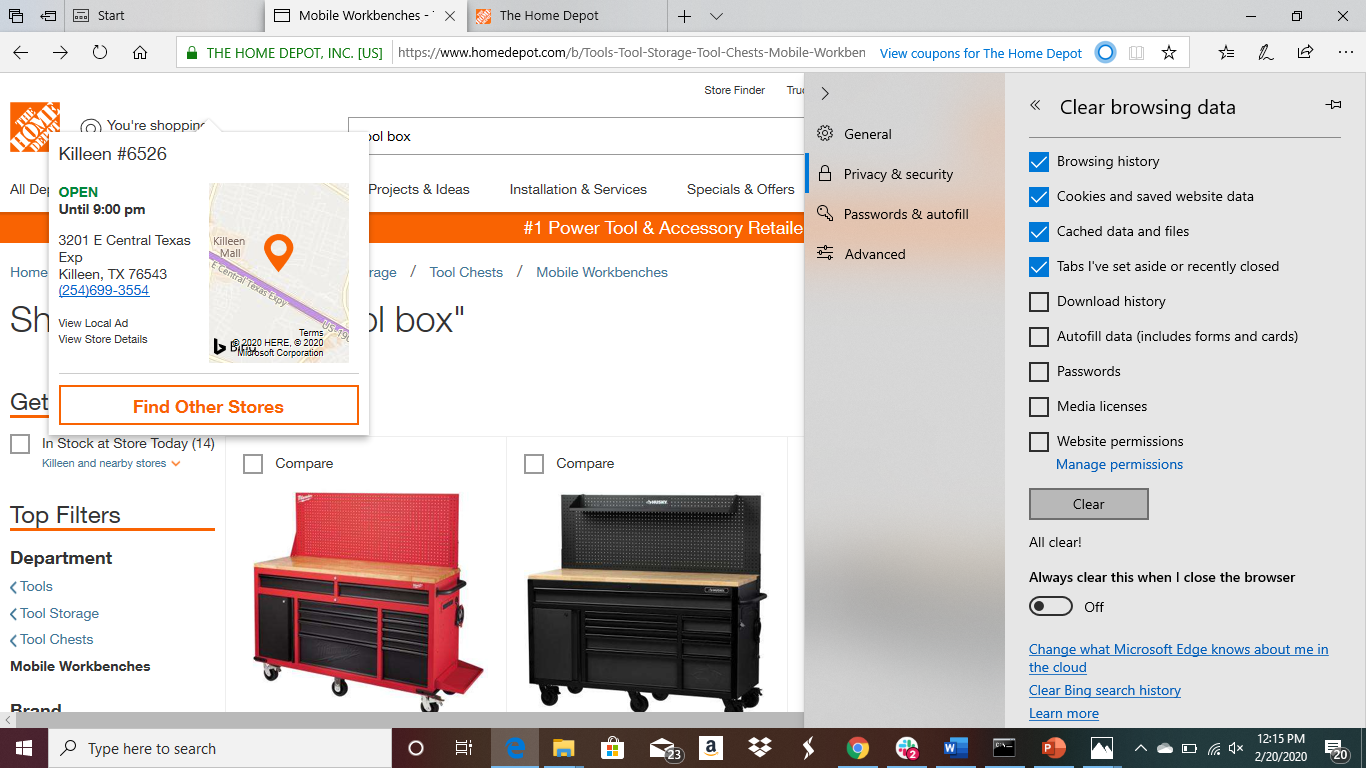 Start
Mobile Workbenches -
The Home Depot
THE HOME DEPOT, INC. [US]
https://www.homedepot.com/b/Tools-Tool-Storage-Tool-Chests-Mobile-Workben
View coupons for The Home Depot
Store Finder
THE HOME DEPOT
You're shopping
ool box
Killeen #6526
OPEN
Until 9:00 pm
3201 E Central Texas
Exp
Killeen, TX 76543
(254)699-3554
View Local Ad
View Store Details
Killeen
Mall
E Central Texas Expy
US-190
Terms
Bing
© 2020 HERE, © 2020
Microsoft Corporation
Find Other Stores
All
Projects & Ideas
Installation & Services
Specials & Offers
#1 Power Tool & Accessory Retaile
Home
rage / Tool Chests / Mobile Workbenches
Sh
ol box"
Get
In Stock at Store Today (14)
Killeen and nearby stores
Top Filters
Department
Tools
Tool Storage
Tool Chests
Mobile Workbenches
Brand
Compare
Compare
HUSKY
General
Privacy & security
Passwords & autofill
Advanced
Clear browsing data
Browsing history
Cookies and saved website data
Cached data and files
Tabs I've set aside or recently closed
Download history
Autofill data (includes forms and cards)
Passwords
Media licenses
Website permissions
Manage permissions
Clear
All clear!
Always clear this when I close the browser
Off
Change what Microsoft Edge knows about me in
the cloud
Clear Bing search history
Learn more
Type here to search
23
2
12:15 PM
2/20/2020
20